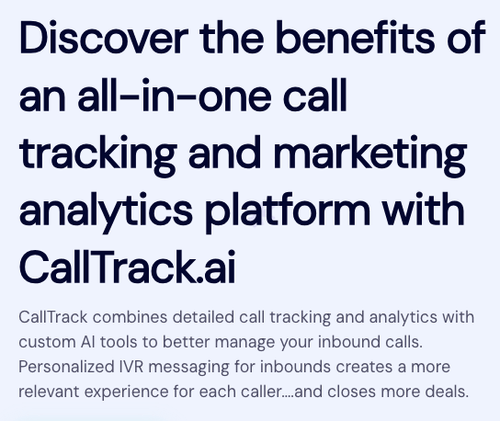 Discover the benefits of
an all-in-one call
tracking and marketing
analytics platform with
CallTrack.ai
CallTrack combines detailed call tracking and analytics with
custom AI tools to better manage your inbound calls.
Personalized IVR messaging for inbounds creates a more
relevant experience for each caller....and closes more deals.